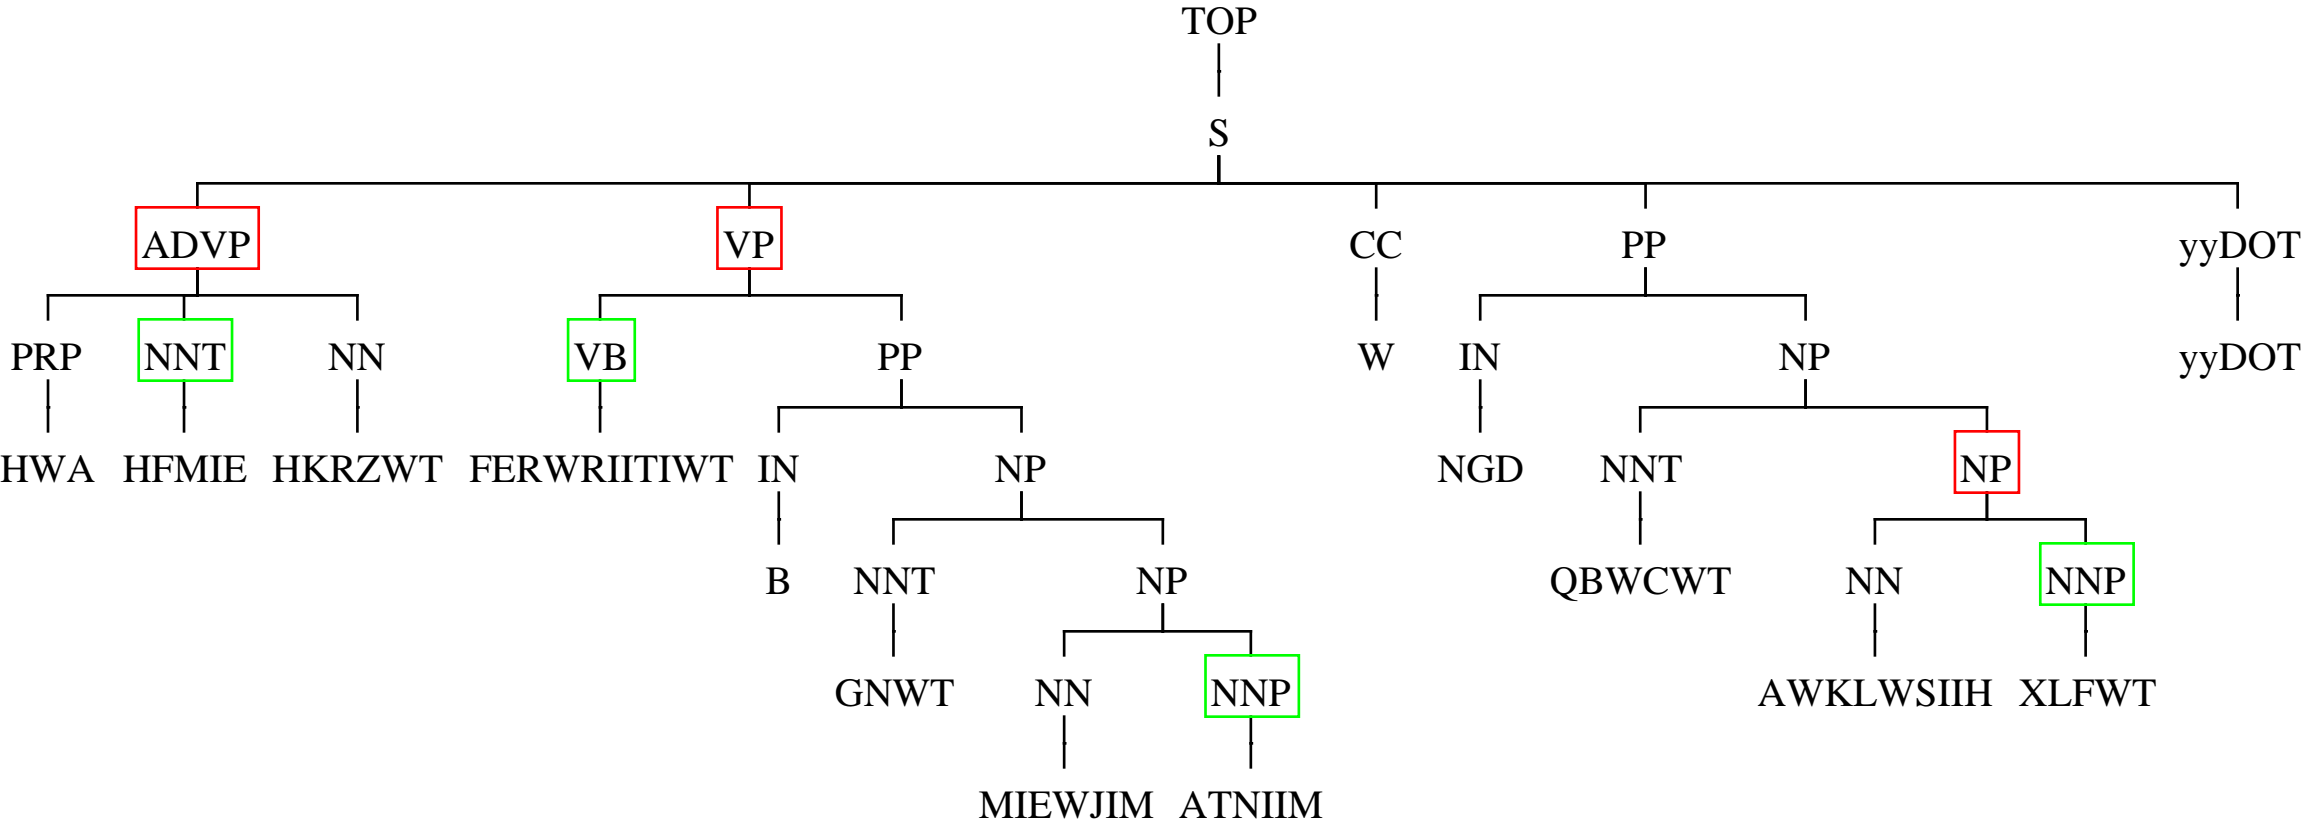 TOP
S
ADVP VP CC PP yyDOT
PRP NNT NN VB PP W IN NP yyDOT
HWA HFMIE HKRZWT FERWRIITIWT IN NP NGD NNT NP
B NNT NP QBWCWT NN NNP
GNWT NN NNP AWKLWSIIH XLFWT
MIEWJIM ATNIIM